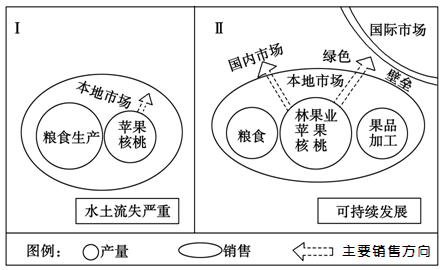 Ⅰ
本地市场
粮食生产
苹果
核桃
水土流失严重
Ⅱ
国际市场
国内市场
绿色
壁垒
本地市场
粮食
林果业
苹果
核桃
果品
加工
可持续发展
图例：
产量
销售
主要销售方向